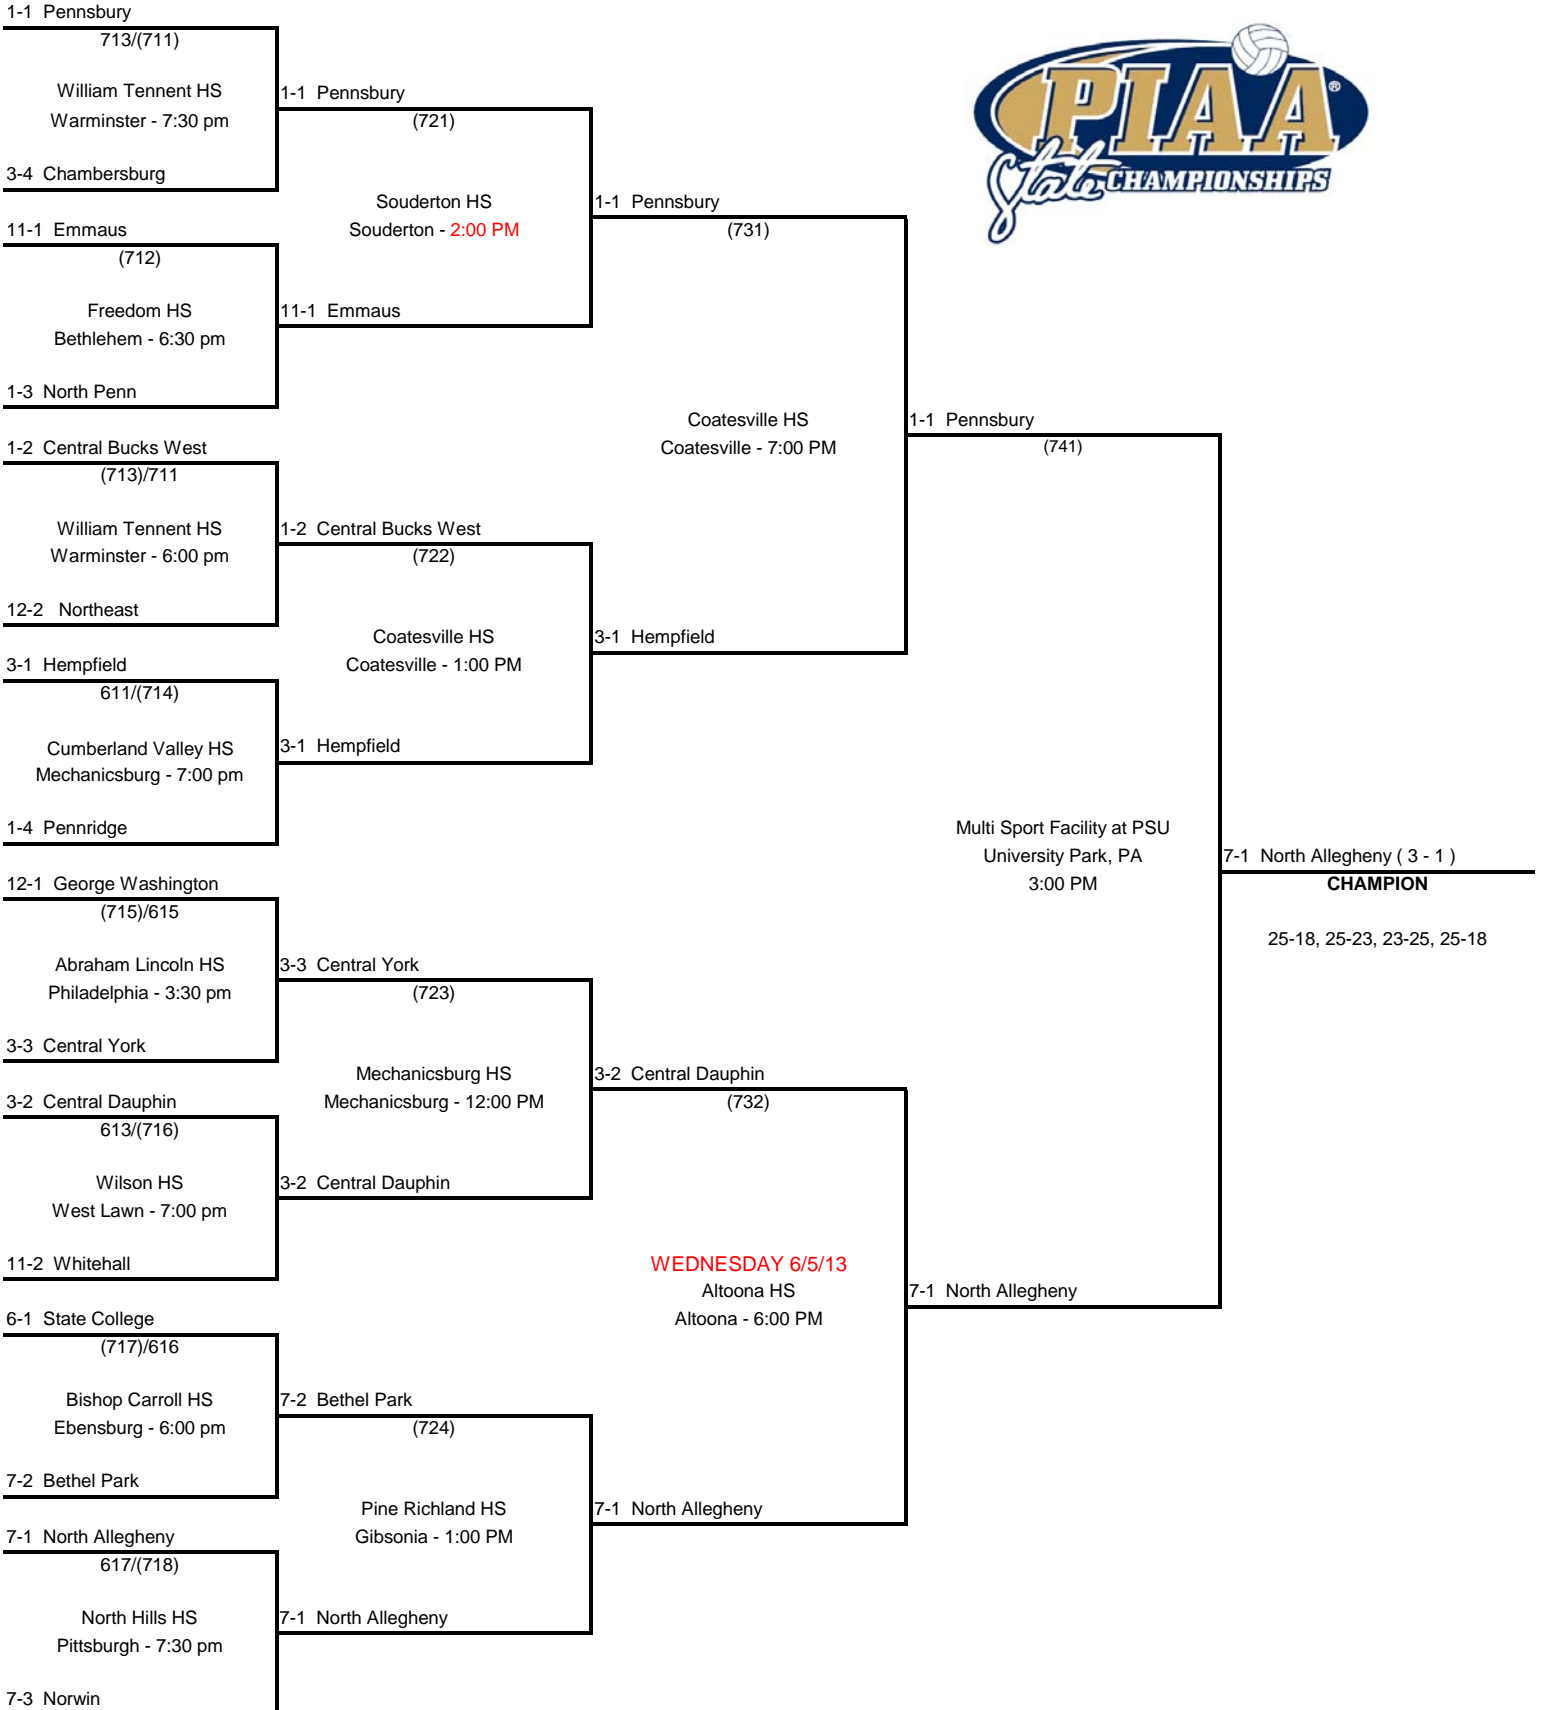 1-1 Pennsbury
713/(711)
William Tennent HS
Warminster - 7:30 pm
3-4 Chambersburg
11-1 Emmaus
(712)
Freedom HS
Bethlehem - 6:30 pm
1-3 North Penn
1-2 Central Bucks West
(713)/711
William Tennent HS
Warminster - 6:00 pm
12-2 Northeast
3-1 Hempfield
611/(714)
Cumberland Valley HS
Mechanicsburg - 7:00 pm
1-4 Pennridge
12-1 George Washington
(715)/615
Abraham Lincoln HS
Philadelphia - 3:30 pm
3-3 Central York
3-2 Central Dauphin
613/(716)
Wilson HS
West Lawn - 7:00 pm
11-2 Whitehall
6-1 State College
(717)/616
Bishop Carroll HS
Ebensburg - 6:00 pm
7-2 Bethel Park
7-1 North Allegheny
617/(718)
North Hills HS
Pittsburgh - 7:30 pm
7-3 Norwin
1-1 Pennsbury
(721)
Souderton HS
Souderton - 2:00 PM
11-1 Emmaus
1-2 Central Bucks West
(722)
Coatesville HS
Coatesville - 1:00 PM
3-1 Hempfield
3-3 Central York
(723)
Mechanicsburg HS
Mechanicsburg - 12:00 PM
3-2 Central Dauphin
7-2 Bethel Park
(724)
Pine Richland HS
Gibsonia - 1:00 PM
7-1 North Allegheny
1-1 Pennsbury
(731)
Coatesville HS
Coatesville - 7:00 PM
3-1 Hempfield
3-2 Central Dauphin
(732)
WEDNESDAY 6/5/13
Altoona HS
Altoona - 6:00 PM
7-1 North Allegheny
PIAA®
State CHAMPIONSHIPS
1-1 Pennsbury
(741)
Multi Sport Facility at PSU
University Park, PA
3:00 PM
7-1 North Allegheny
7-1 North Allegheny ( 3 - 1 )
CHAMPION
25-18, 25-23, 23-25, 25-18